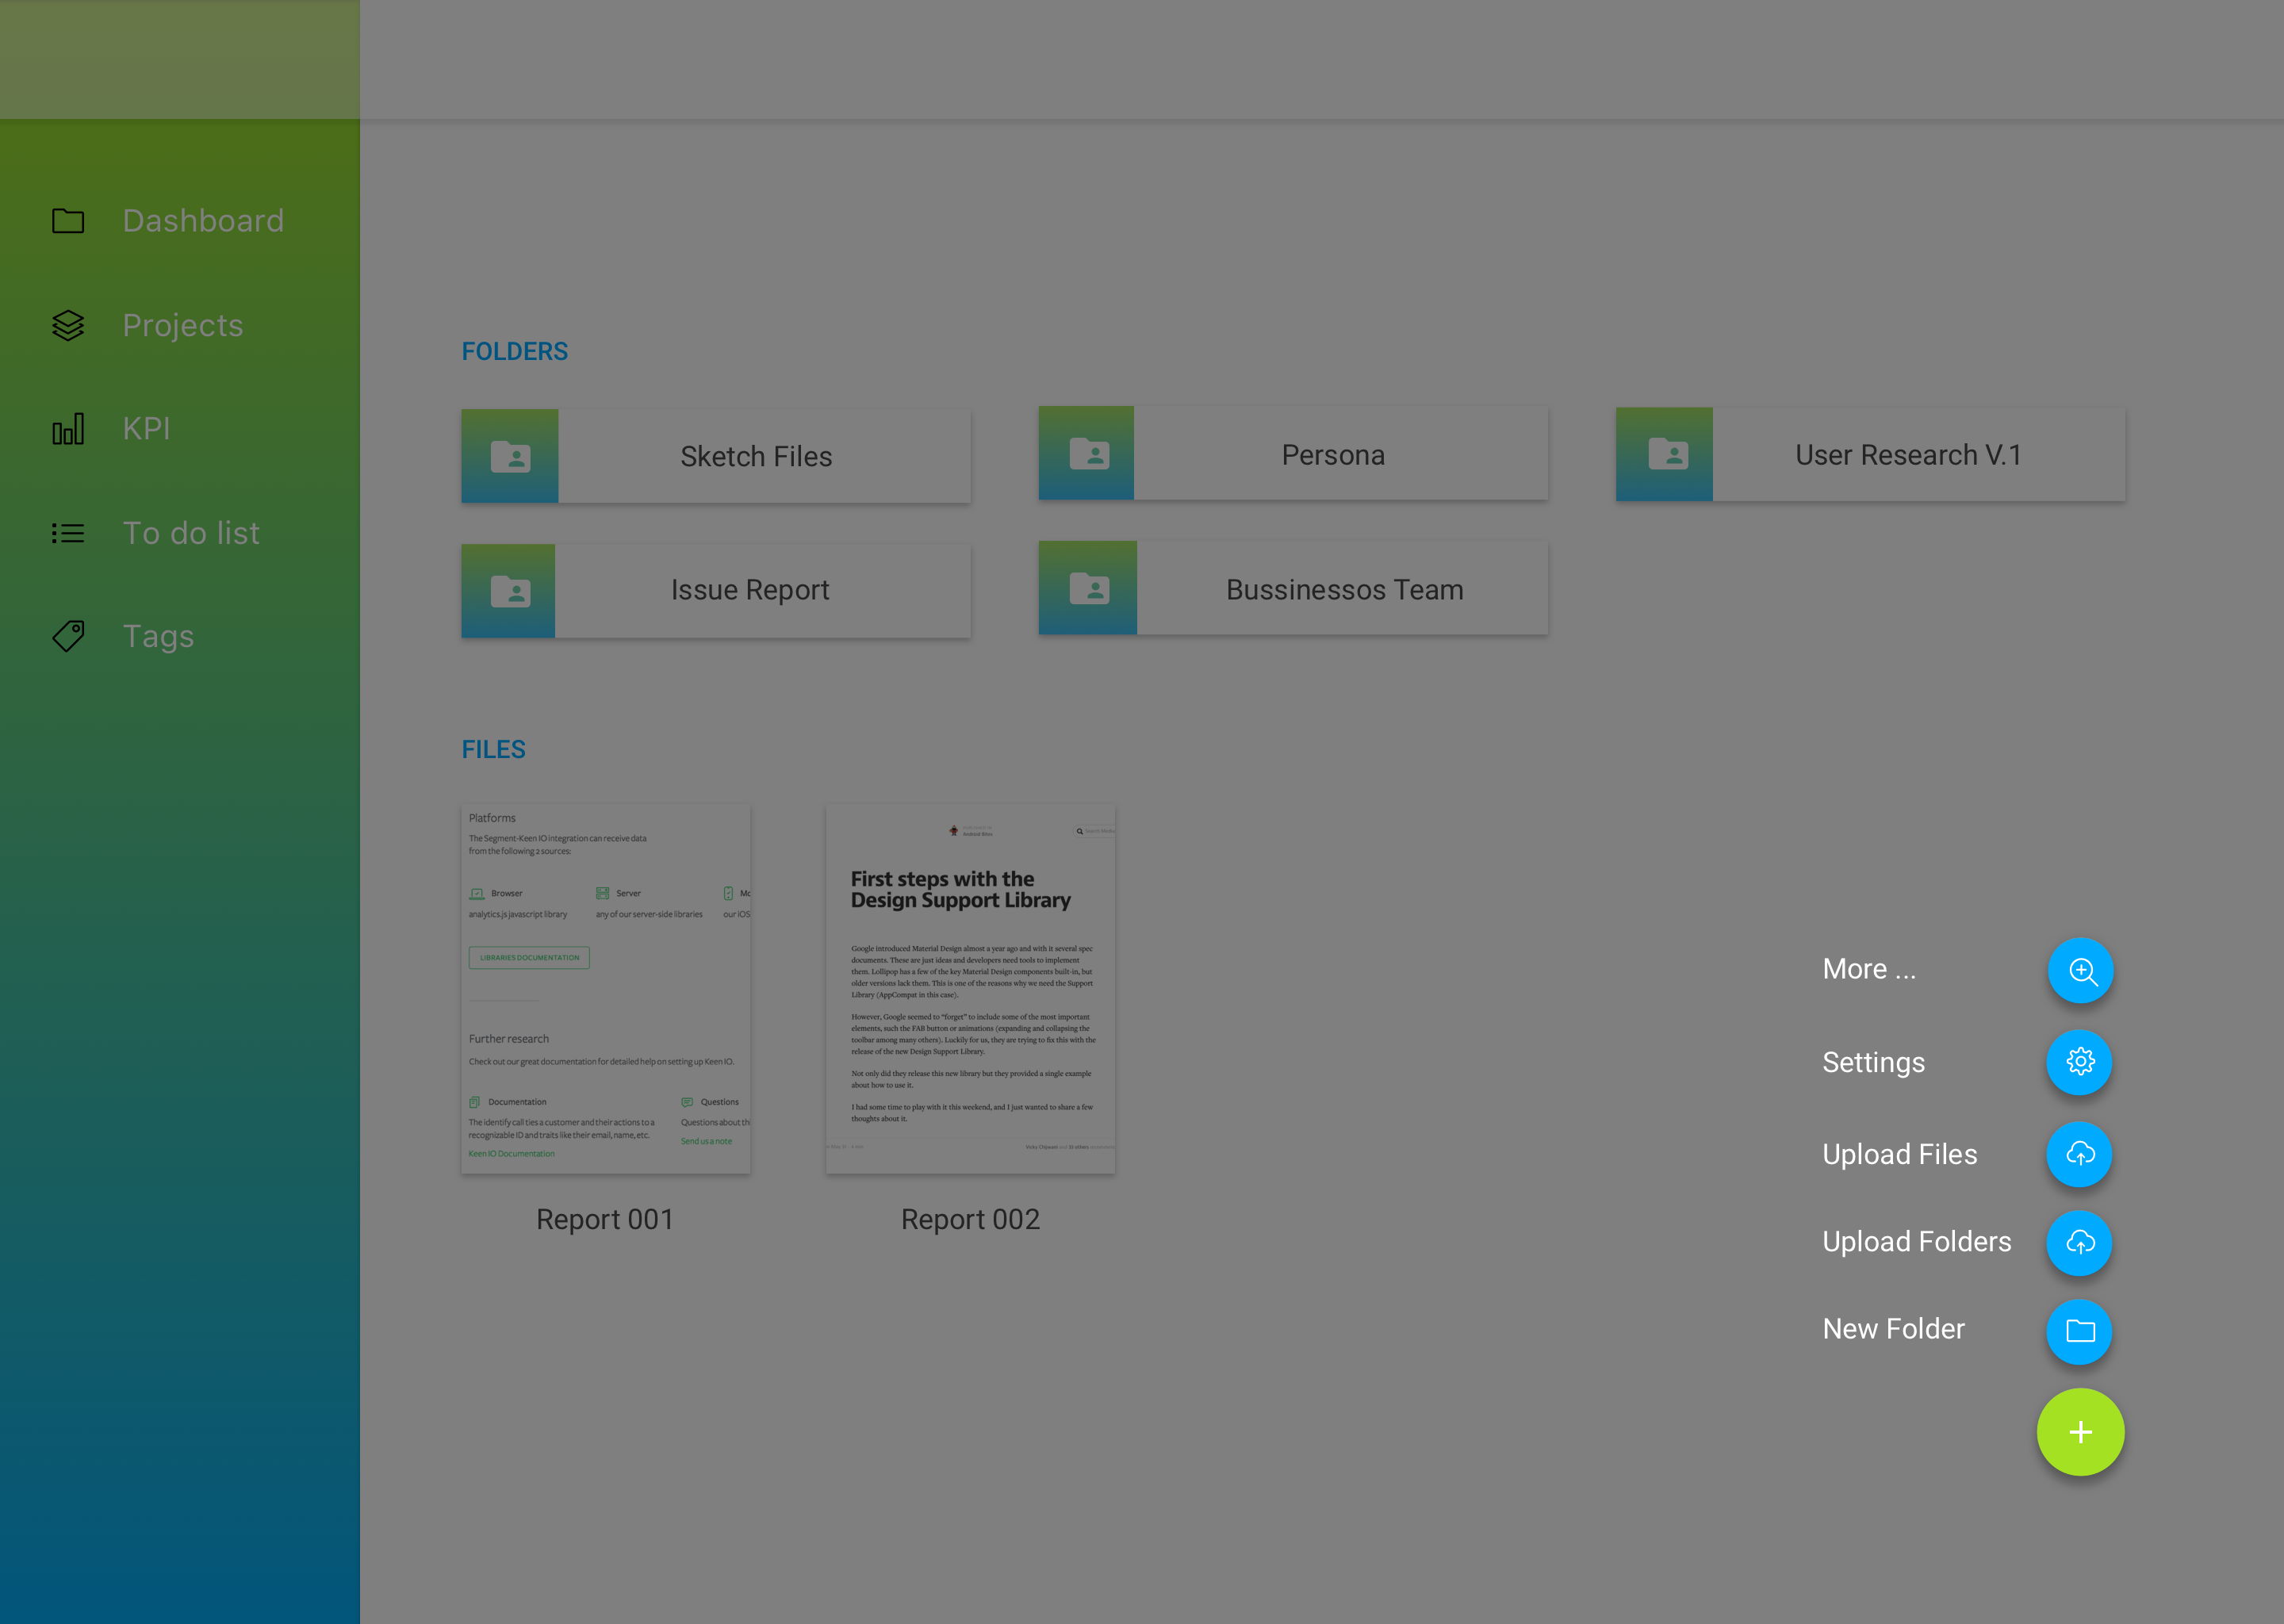 Dashboard
Projects
KPI
To do list
Tags
FOLDERS
Sketch Files
Persona
User Research V.1
Issue Report
Bussinessos Team
FILES
Platforms
The Segment-Keen IO integration can receive data
from the following 2 sources:
Browser
Server
Mo
analytics.js javascript library
any of our server-side libraries
our iOS
LIBRARIES DOCUMENTATION
Further research
Check out our great documentation for detailed help on setting up Keen IO.
Documentation
Questions
The identify call ties a customer and their actions to a
recognizable ID and traits like their email, name, etc.
Questions about th
Send us a note
Keen IO Documentation
Report 001
Android Bites
First steps with the
Design Support Library
Google introduced Material Design almost a year ago and with it several spec
documents. These are just ideas and developers need tools to implement
them. Lollipop has a few of the key Material Design components built-in, but
older versions lack them. This is one of the reasons why we need the Support
Library (AppCompat in this case).
However, Google seemed to “forget” to include some of the most important
elements, such the FAB button or animations (expanding and collapsing the
toolbar among many others). Luckily for us, they are trying to fix this with the
release of the new Design Support Library.
Not only did they release this new library but they provided a single example
about how to use it.
I had some time to play with it this weekend, and I just wanted to share a few
thoughts about it.
Report 002
More ...
Settings
Upload Files
Upload Folders
New Folder